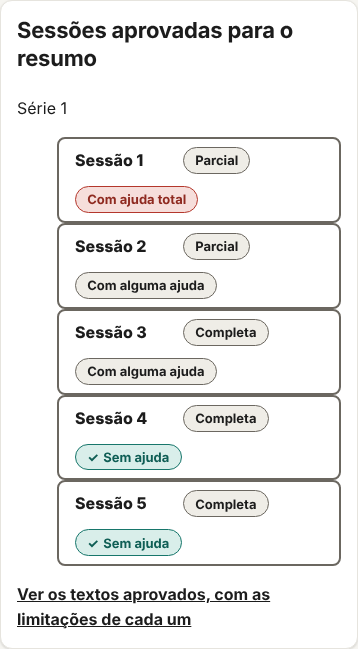 Sessões aprovadas para o
resumo
Série 1
Sessão 1 Parcial
Com ajuda total
Sessão 2 Parcial
Com alguma ajuda
Sessão 3 Completa
Com alguma ajuda
Sessão 4 Completa
✓ Sem ajuda
Sessão 5 Completa
✓ Sem ajuda
Ver os textos aprovados, com as
limitações de cada um